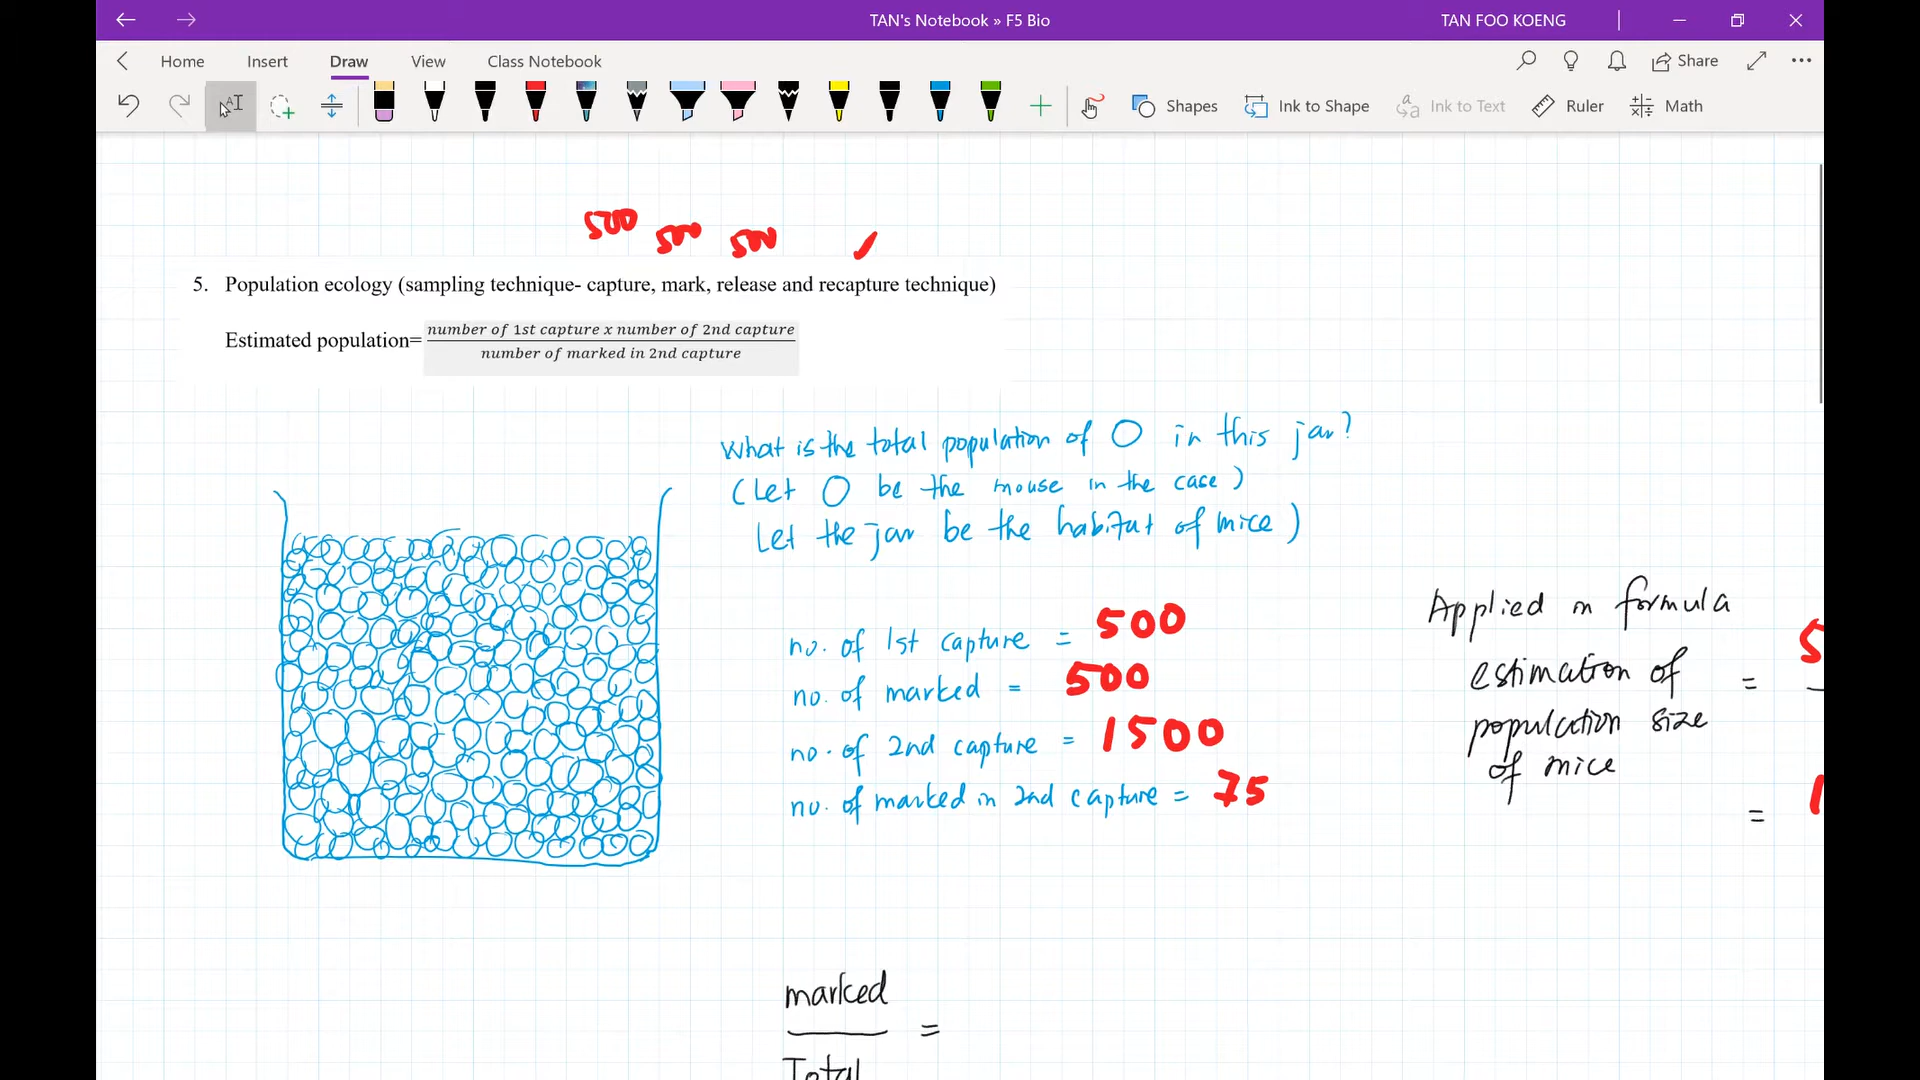 TAN's Notebook » F5 Bio
TAN FOO KOENG
Home Insert Draw View Class Notebook
Share
Shapes Ink to Shape Ink to Text Ruler Math
500 500 500
5. Population ecology (sampling technique- capture, mark, release and recapture technique)
Estimated population=
number of 1st capture x number of 2nd capture
number of marked in 2nd capture
What is the total population of O in this jar?
(Let O be the mouse in the case)
Let the jar be the habitat of mice)
no. of 1st capture = 500
no. of marked = 500
no. of 2nd capture = 1500
no. of marked in 2nd capture = 75
Applied in formula
estimation of
population size
of mice
= 5
= 1
marked
=
Total